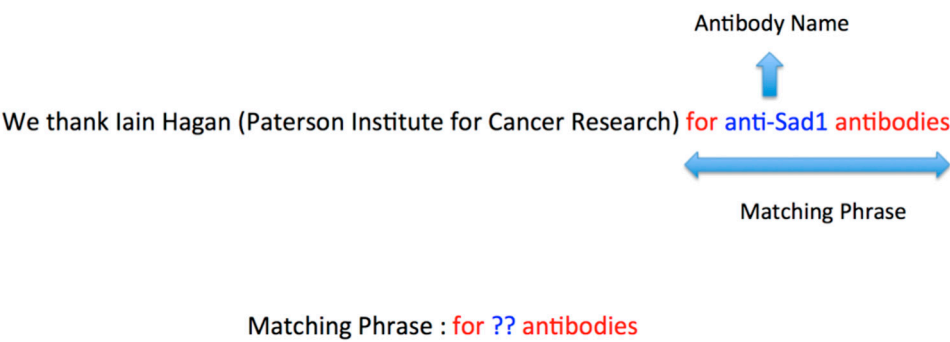 Antibody Name
We thank Iain Hagan (Paterson Institute for Cancer Research) for anti-Sad1 antibodies
Matching Phrase
Matching Phrase : for ?? antibodies